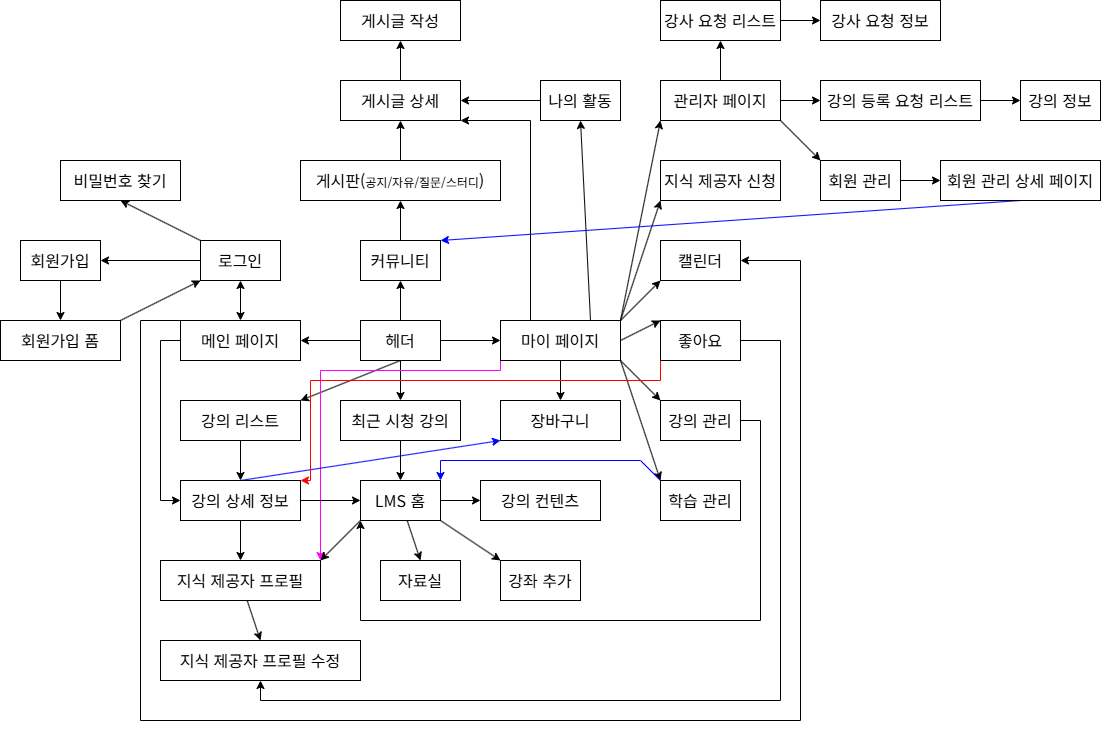 게시글 작성
강사 요청 리스트
강사 요청 정보
게시글 상세
나의 활동
관리자 페이지
강의 등록 요청 리스트
강의 정보
비밀번호 찾기
게시판(공지/자유/질문/스터디)
지식 제공자 신청
회원 관리
회원 관리 상세 페이지
회원가입
로그인
커뮤니티
캘린더
회원가입 폼
메인 페이지
헤더
마이 페이지
좋아요
강의 리스트
최근 시청 강의
장바구니
강의 관리
강의 상세 정보
LMS 홈
강의 컨텐츠
학습 관리
지식 제공자 프로필
자료실
강좌 추가
지식 제공자 프로필 수정